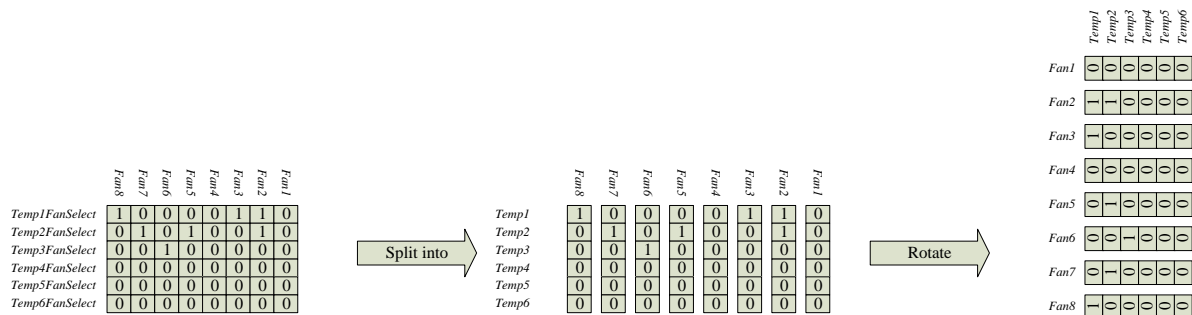 Fan8 Fan7 Fan6 Fan5 Fan4 Fan3 Fan2 Fan1
Temp1FanSelect 1 0 0 0 0 1 1 0
Temp2FanSelect 0 1 0 1 0 0 1 0
Temp3FanSelect 0 0 1 0 0 0 0 0
Temp4FanSelect 0 0 0 0 0 0 0 0
Temp5FanSelect 0 0 0 0 0 0 0 0
Temp6FanSelect 0 0 0 0 0 0 0 0
Split into
Fan8 Fan7 Fan6 Fan5 Fan4 Fan3 Fan2 Fan1
Temp1 1 0 0 0 0 1 1 0
Temp2 0 1 0 1 0 0 1 0
Temp3 0 0 1 0 0 0 0 0
Temp4 0 0 0 0 0 0 0 0
Temp5 0 0 0 0 0 0 0 0
Temp6 0 0 0 0 0 0 0 0
Rotate
Temp1 Temp2 Temp3 Temp4 Temp5 Temp6
Fan1 0 0 0 0 0 0
Fan2 1 1 0 0 0 0
Fan3 1 0 0 0 0 0
Fan4 0 0 0 0 0 0
Fan5 0 1 0 0 0 0
Fan6 0 0 1 0 0 0
Fan7 0 1 0 0 0 0
Fan8 1 0 0 0 0 0